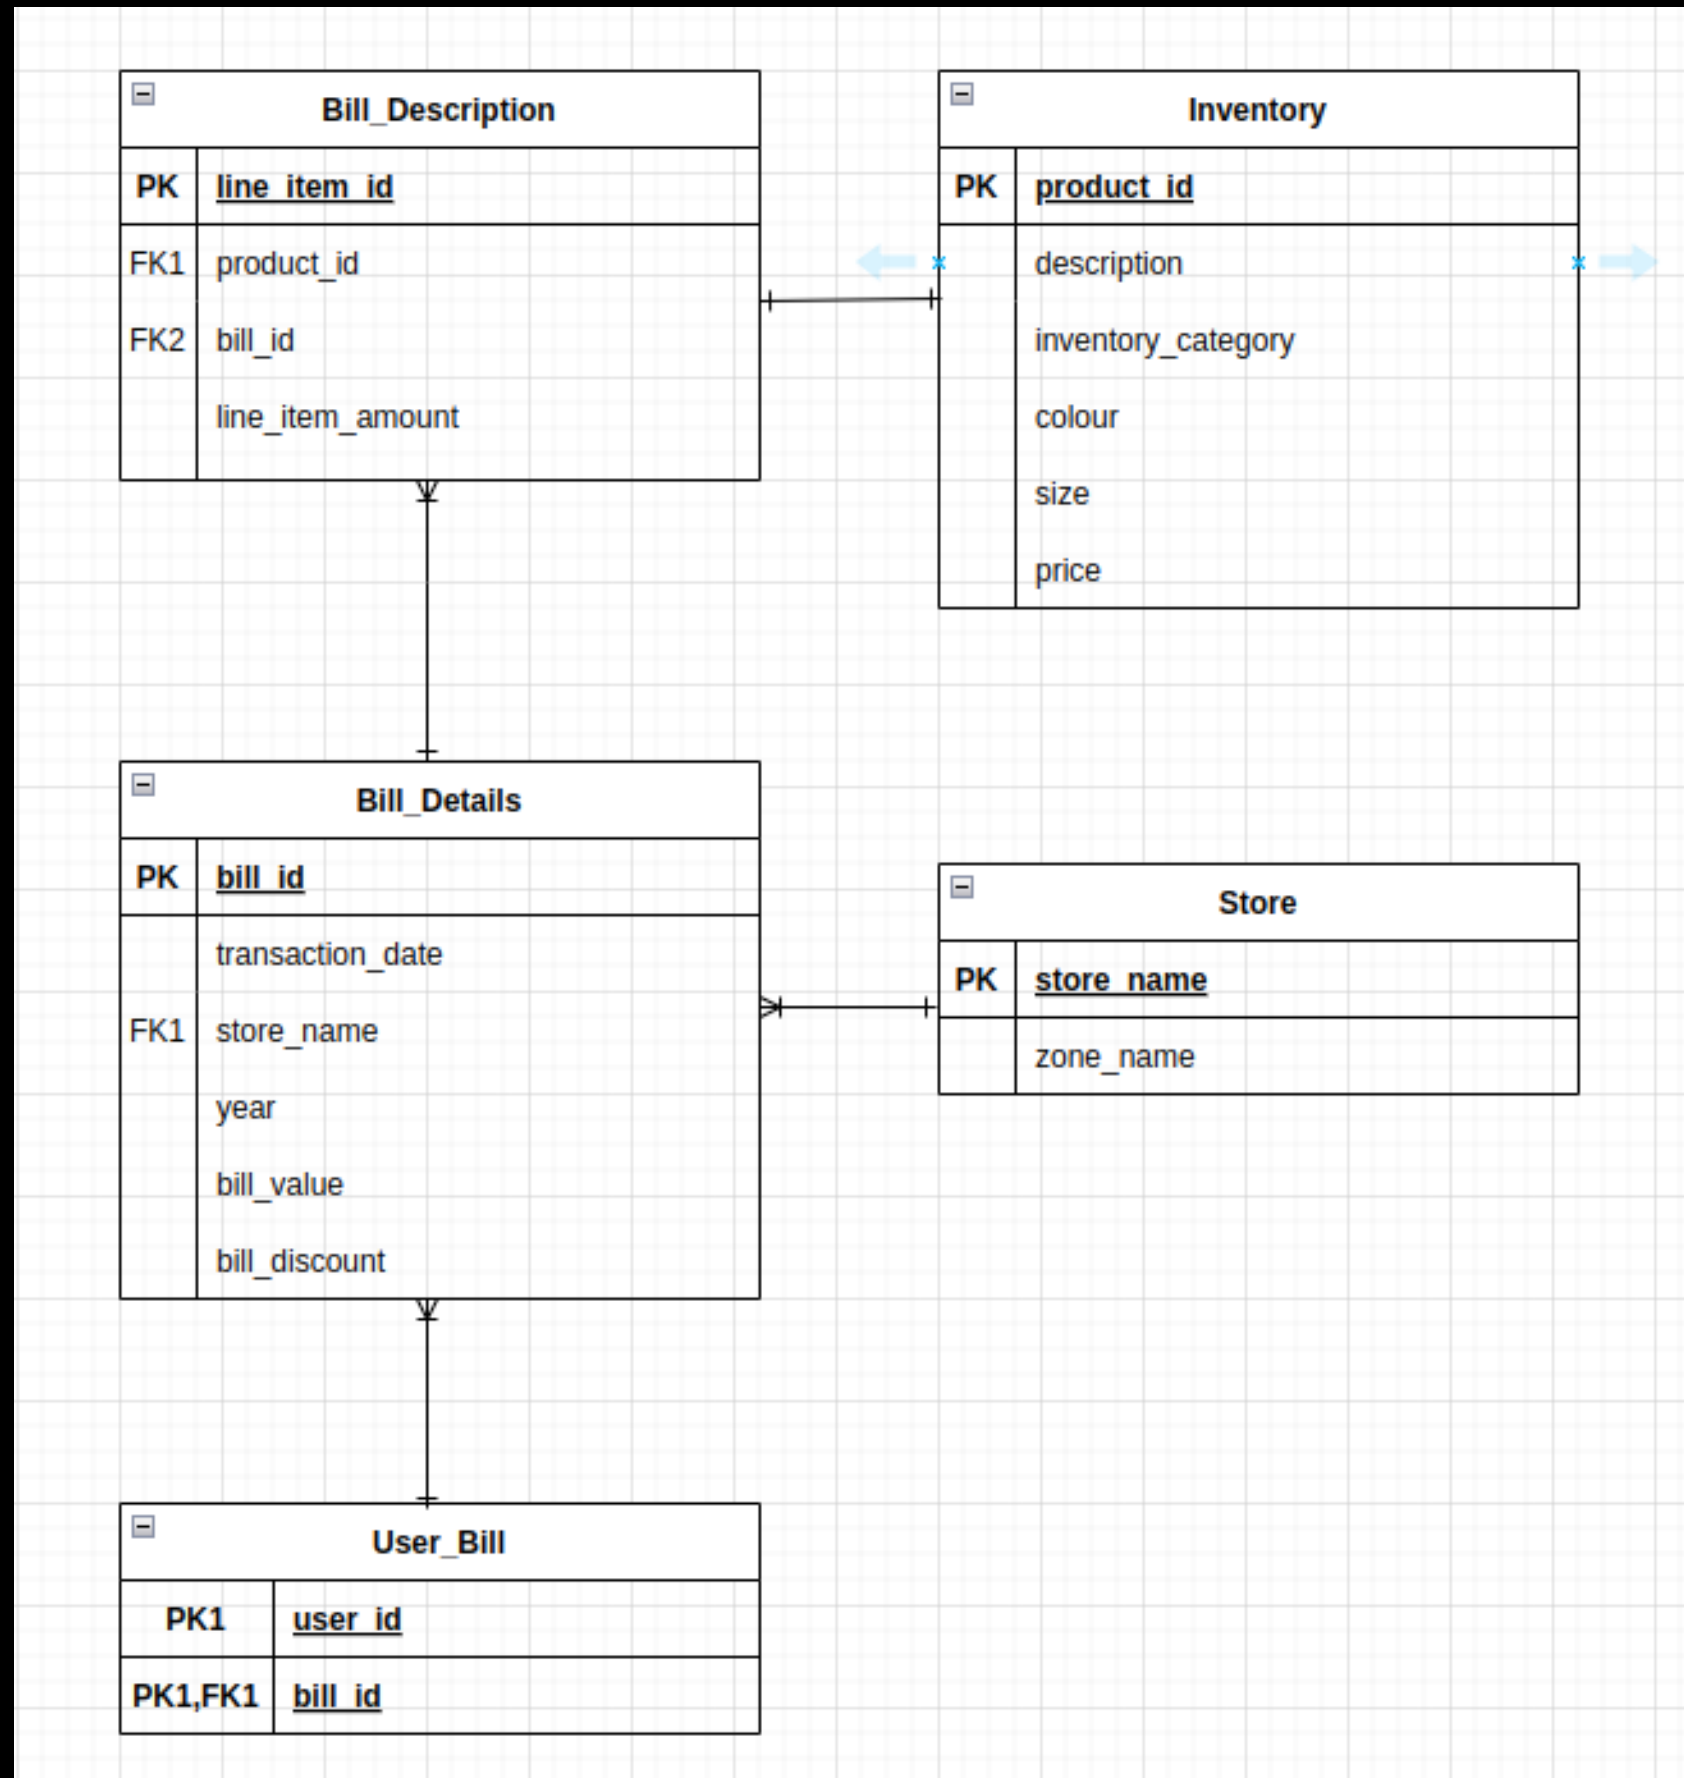 Bill_Description
PK line_item_id
FK1 product_id
FK2 bill_id
line_item_amount
Inventory
PK product_id
description
inventory_category
colour
size
price
Bill_Details
PK bill_id
transaction_date
FK1 store_name
year
bill_value
bill_discount
Store
PK store_name
zone_name
User_Bill
PK1 user_id
PK1,FK1 bill_id